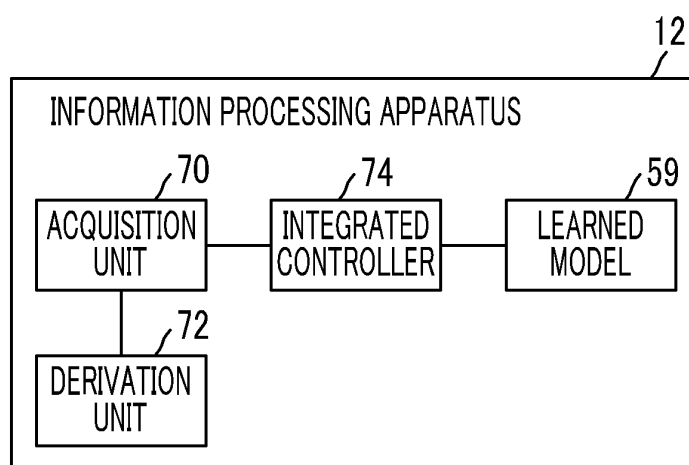 12
INFORMATION PROCESSING APPARATUS
70
74
59
ACQUISITION
UNIT
INTEGRATED
CONTROLLER
LEARNED
MODEL
72
DERIVATION
UNIT